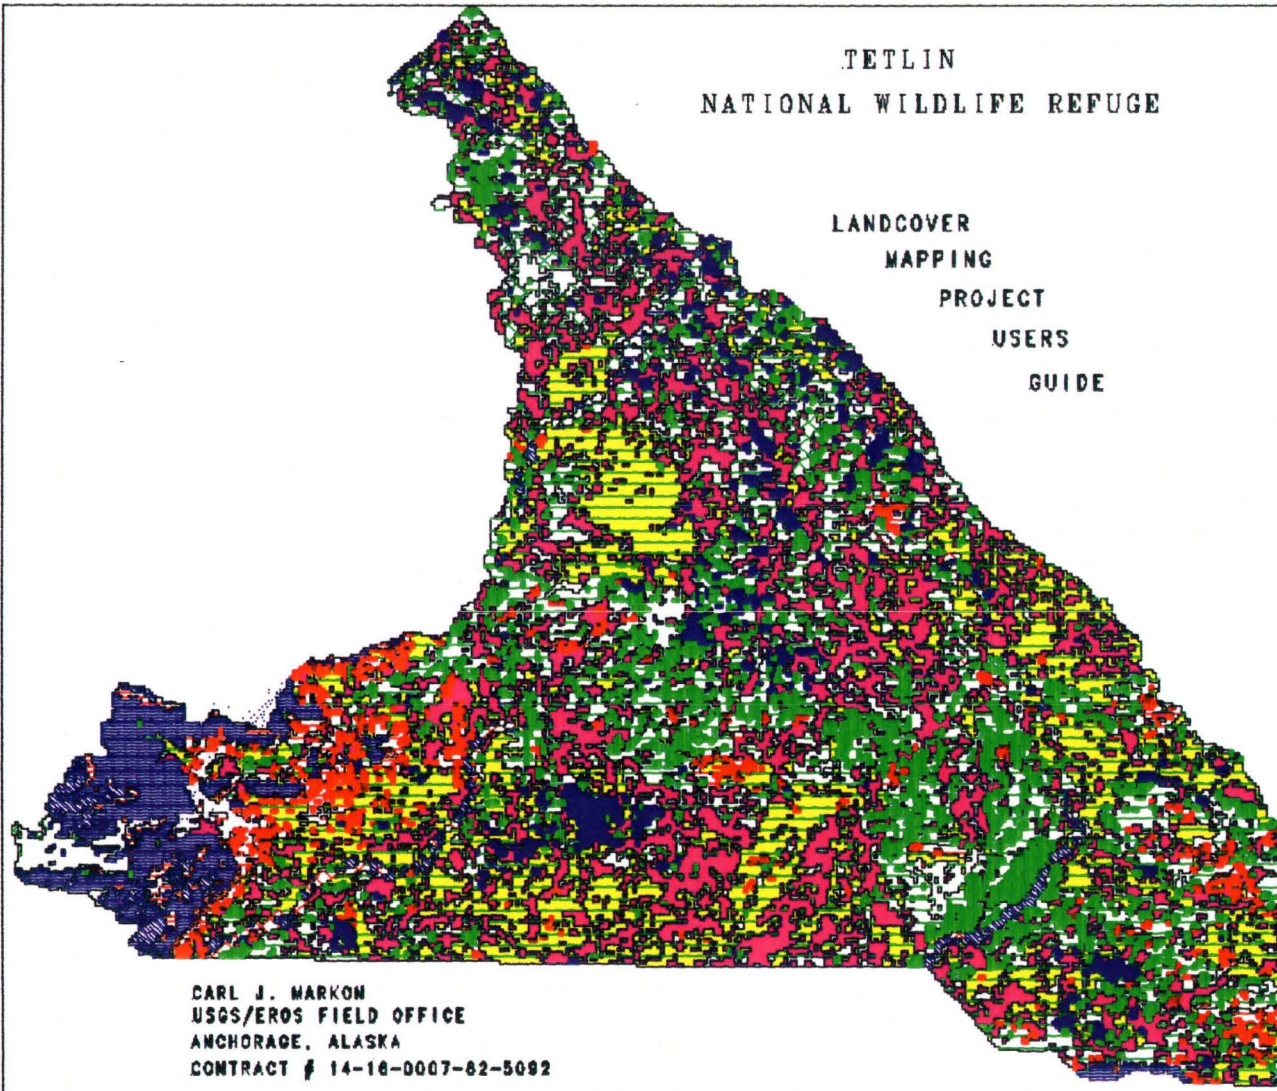 TETLIN
NATIONAL WILDLIFE REFUGE
LANDCOVER
MAPPING
PROJECT
USERS
GUIDE
CARL J. MARKON
USGS/EROS FIELD OFFICE
ANCHORAGE, ALASKA
CONTRACT # 14-16-0007-82-5092